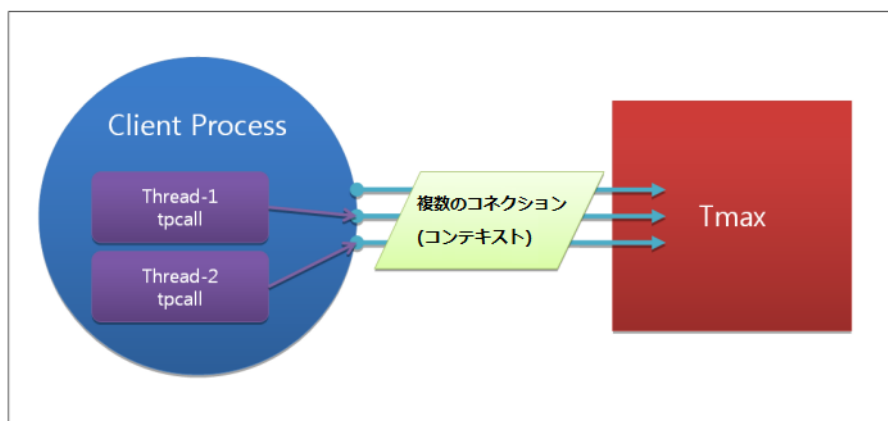 Client Process
Thread-1
tpcall
Thread-2
tpcall
複数のコネクション
(コンテキスト)
Tmax